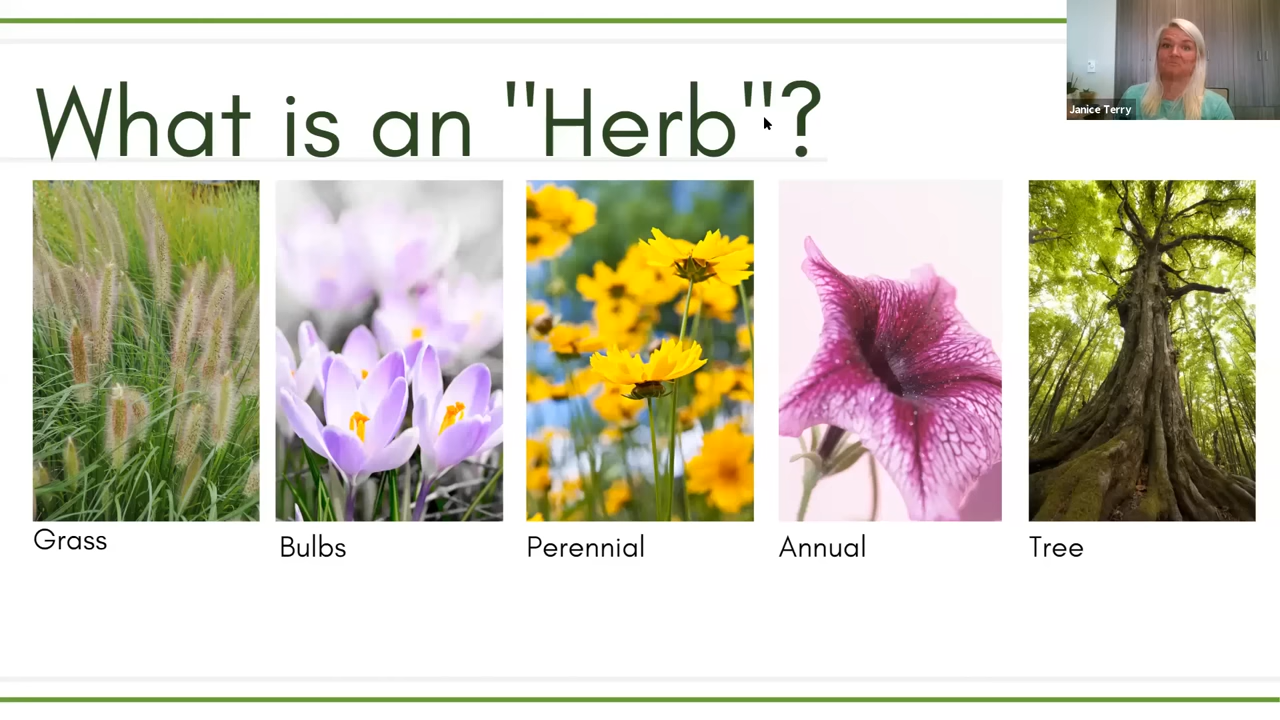 What is an "Herb"?
Janice Terry
Grass
Bulbs
Perennial
Annual
Tree